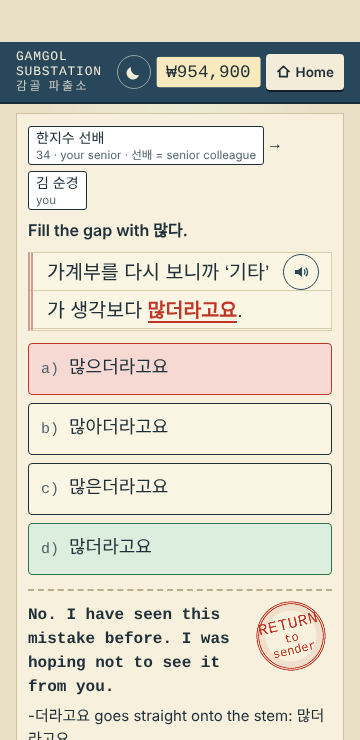 GAMGOL
SUBSTATION
감골 파출소
₩954,900
Home
한지수 선배
34 · your senior · 선배 = senior colleague
→
김 순경
you
Fill the gap with 많다.
가계부를 다시 보니까 ‘기타’
가 생각보다 많더라고요.
a) 많으더라고요
b) 많아더라고요
c) 많은더라고요
d) 많더라고요
No. I have seen this
mistake before. I was
hoping not to see it
from you.
RETURN
to
sender
-더라고요 goes straight onto the stem: 많더
라고요